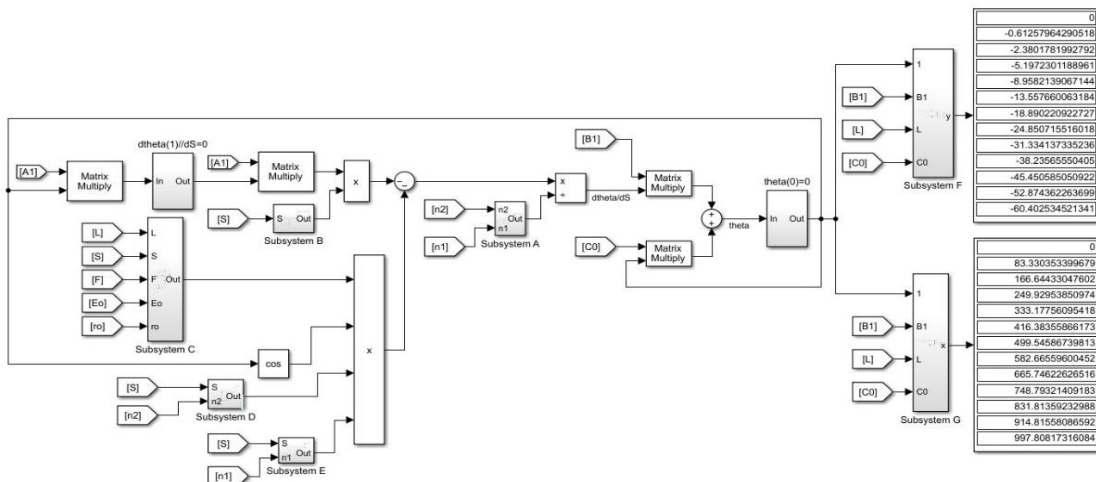 [A1]
Matrix
Multiply
dtheta(1)//dS=0
In Out
[A1]
Matrix
Multiply
[S]
S Out
Subsystem B
x
[L]
[S]
[F]
[Eo]
[ro]
L
S
F Out
Eo
ro
Subsystem C
cos
[S]
[n2]
S
n2 Out
Subsystem D
[S]
[n1]
S
n1 Out
Subsystem E
x
[n2]
[n1]
n2
Out
n1
Subsystem A
x
÷
dtheta/dS
[B1]
Matrix
Multiply
[C0]
Matrix
Multiply
+
+
theta
theta(0)=0
In Out
[B1]
[L]
[C0]
1
B1
y
L
C0
Subsystem F
[B1]
[L]
[C0]
1
B1
x
L
C0
Subsystem G
0
-0.61257964290518
-2.3801781992792
-5.1972301188961
-8.9582139067144
-13.557660063184
-18.890220922727
-24.850715516018
-31.334137335236
-38.23565550405
-45.450585050922
-52.874362263699
-60.402534521341
0
83.330353399679
166.64433047602
249.92953850974
333.17756095418
416.38355866173
499.54586739813
582.66559600452
665.74622626516
748.79321409183
831.81359232988
914.81558086592
997.80817316084